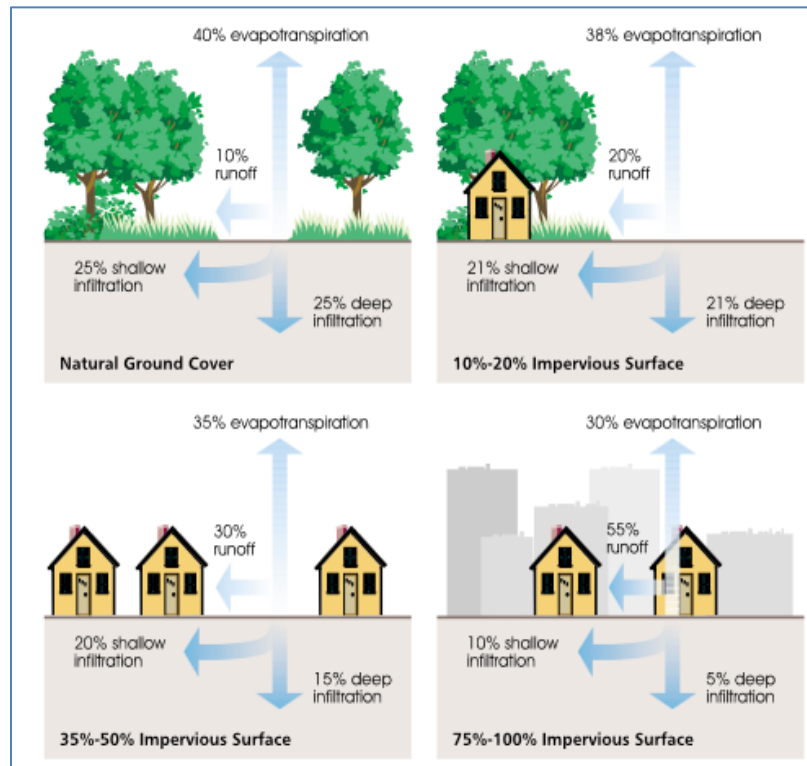 40% evapotranspiration
10%
runoff
25% shallow
infiltration
25% deep
infiltration
Natural Ground Cover
38% evapotranspiration
20%
runoff
21% shallow
infiltration
21% deep
infiltration
10%-20% Impervious Surface
35% evapotranspiration
30%
runoff
20% shallow
infiltration
15% deep
infiltration
35%-50% Impervious Surface
30% evapotranspiration
55%
runoff
10% shallow
infiltration
5% deep
infiltration
75%-100% Impervious Surface